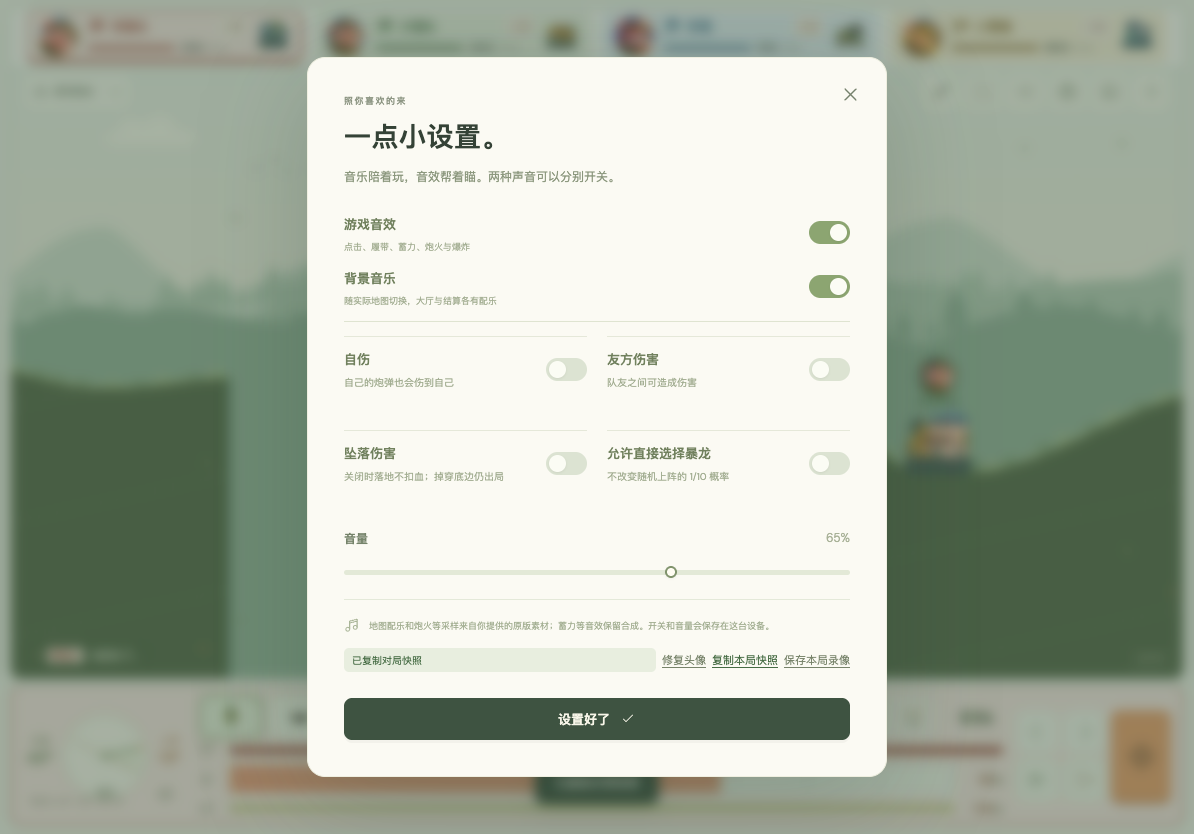 照你喜欢的来
一点小设置。
音乐陪着玩，音效帮着瞄。两种声音可以分别开关。
游戏音效
点击、履带、蓄力、炮火与爆炸
背景音乐
随实际地图切换，大厅与结算各有配乐
自伤
自己的炮弹也会伤到自己
友方伤害
队友之间可造成伤害
坠落伤害
关闭时落地不扣血；掉穿底边仍出局
允许直接选择暴龙
不改变随机上阵的 1/10 概率
音量
65%
地图配乐和炮火等采样来自你提供的原版素材；蓄力等音效保留合成。开关和音量会保存在这台设备。
已复制对局快照
修复头像 复制本局快照 保存本局录像
设置好了